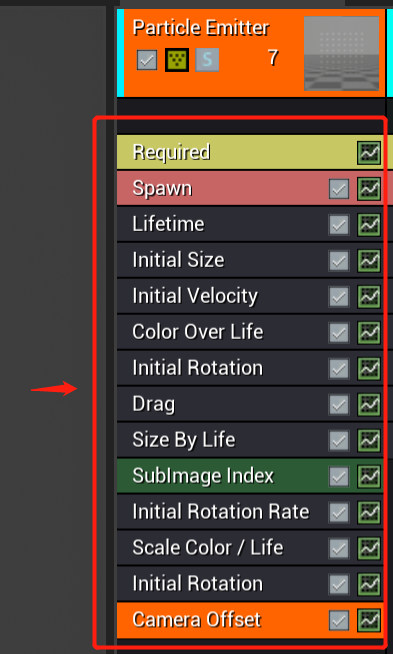 Particle Emitter
S 7
Required
Spawn
Lifetime
Initial Size
Initial Velocity
Color Over Life
Initial Rotation
Drag
Size By Life
SubImage Index
Initial Rotation Rate
Scale Color / Life
Initial Rotation
Camera Offset